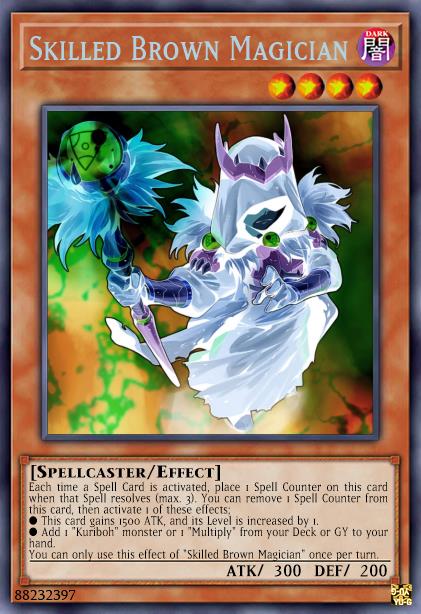 Skilled Brown Magician
DARK
闇
[Spellcaster/Effect]
Each time a Spell Card is activated, place 1 Spell Counter on this card
when that Spell resolves (max. 3). You can remove 1 Spell Counter from
this card, then activate 1 of these effects;
● This card gains 1500 ATK, and its Level is increased by 1.
● Add 1 "Kuriboh" monster or 1 "Multiply" from your Deck or GY to your
hand.
You can only use this effect of "Skilled Brown Magician" once per turn.
ATK/ 300 DEF/ 200
88232397